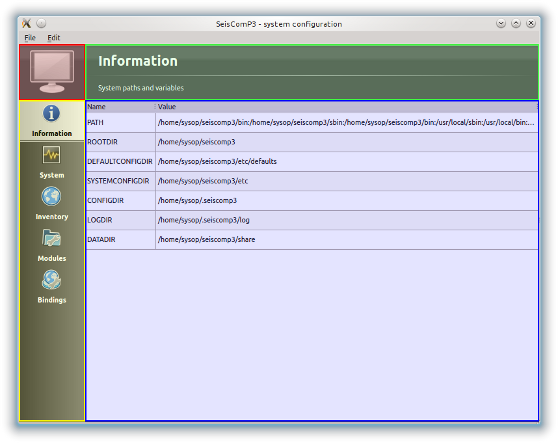 SeisComP3 - system configuration
File Edit
Information
System paths and variables
Name Value
PATH /home/sysop/seiscomp3/bin:/home/sysop/seiscomp3/sbin:/home/sysop/seiscomp3/bin:/usr/local/sbin:/usr/local/bin:...
ROOTDIR /home/sysop/seiscomp3
DEFAULTCONFIGDIR /home/sysop/seiscomp3/etc/defaults
SYSTEMCONFIGDIR /home/sysop/seiscomp3/etc
CONFIGDIR /home/sysop/.seiscomp3
LOGDIR /home/sysop/.seiscomp3/log
DATADIR /home/sysop/seiscomp3/share
Information
System
Inventory
Modules
Bindings